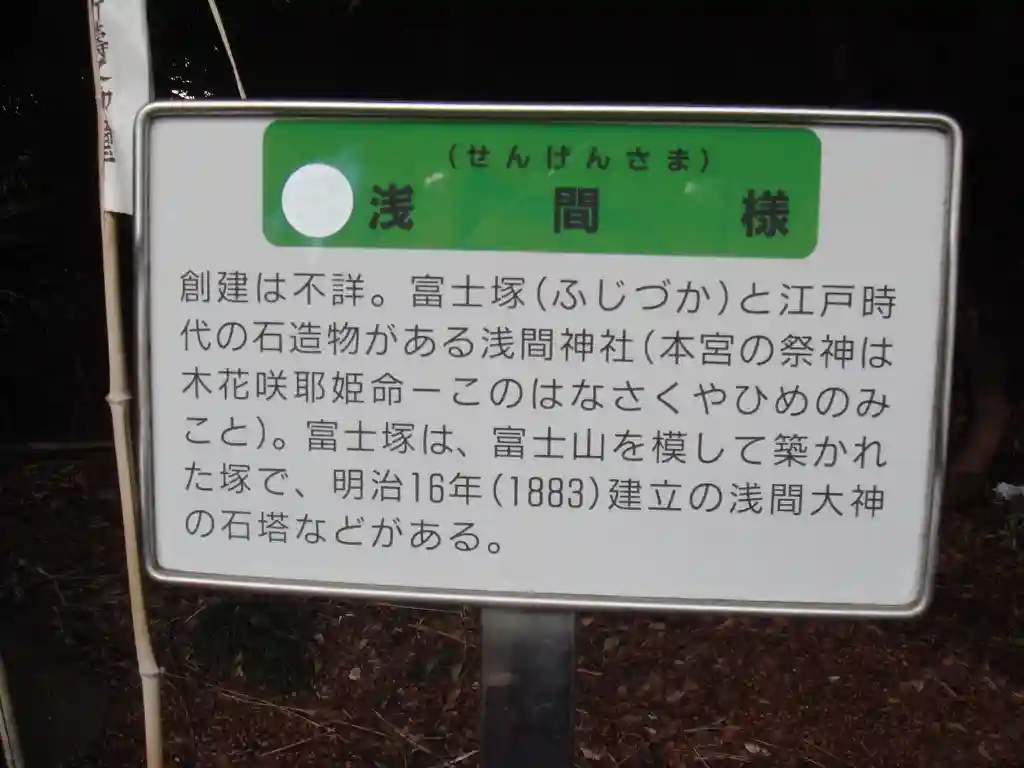 (せんげんさま)
浅間様
創建は不詳。富士塚(ふじづか)と江戸時
代の石造物がある浅間神社(本宮の祭神は
木花咲耶姫命ーこのはなさくやひめのみ
こと)。富士塚は、富士山を模して築かれ
た塚で、明治16年(1883)建立の浅間大神
の石塔などがある。